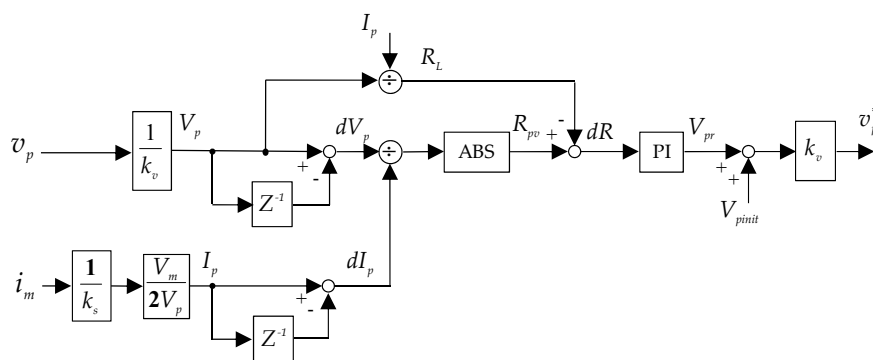 I_p
R_L
÷
v_p
1/k_v
V_p
dV_p
÷
ABS
R_pv
dR
PI
V_pr
k_v
v_p^*
+
-
+
-
+
+
Z^-1
V_pinit
i_m
1/k_s
V_m/2V_p
I_p
dI_p
+
-
Z^-1